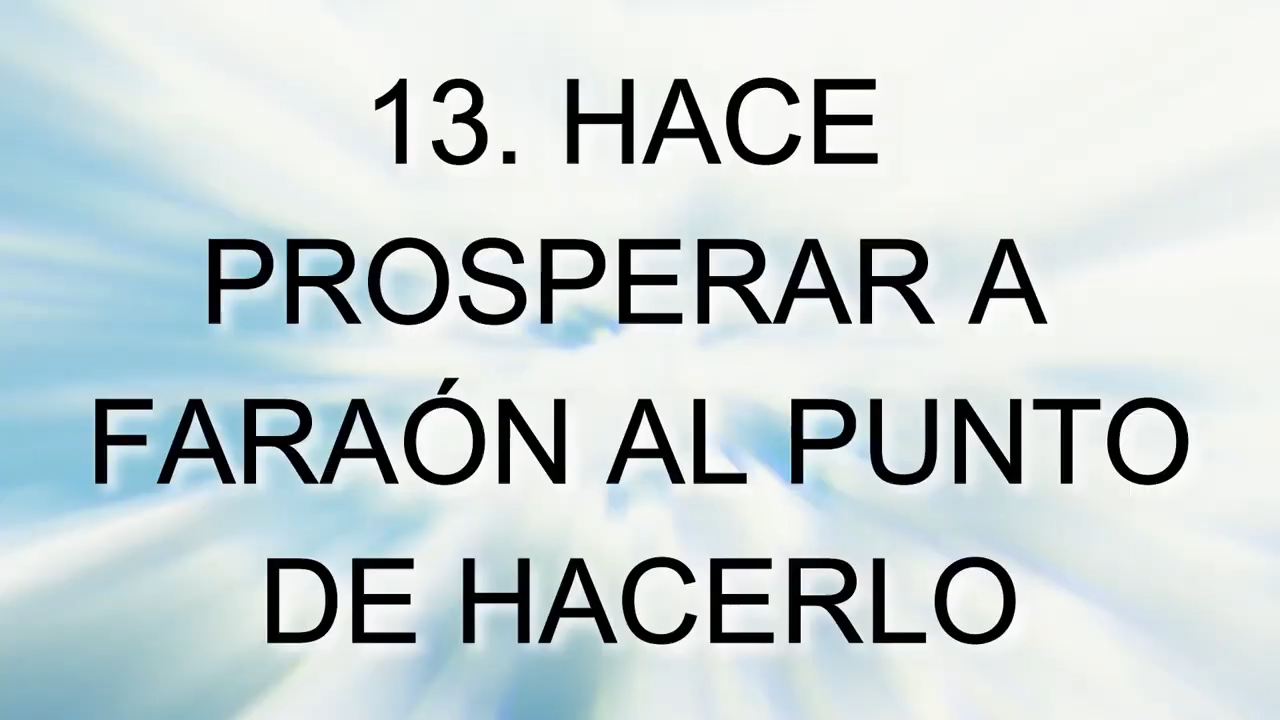 13. HACE
PROSPERAR A
FARAÓN AL PUNTO
DE HACERLO